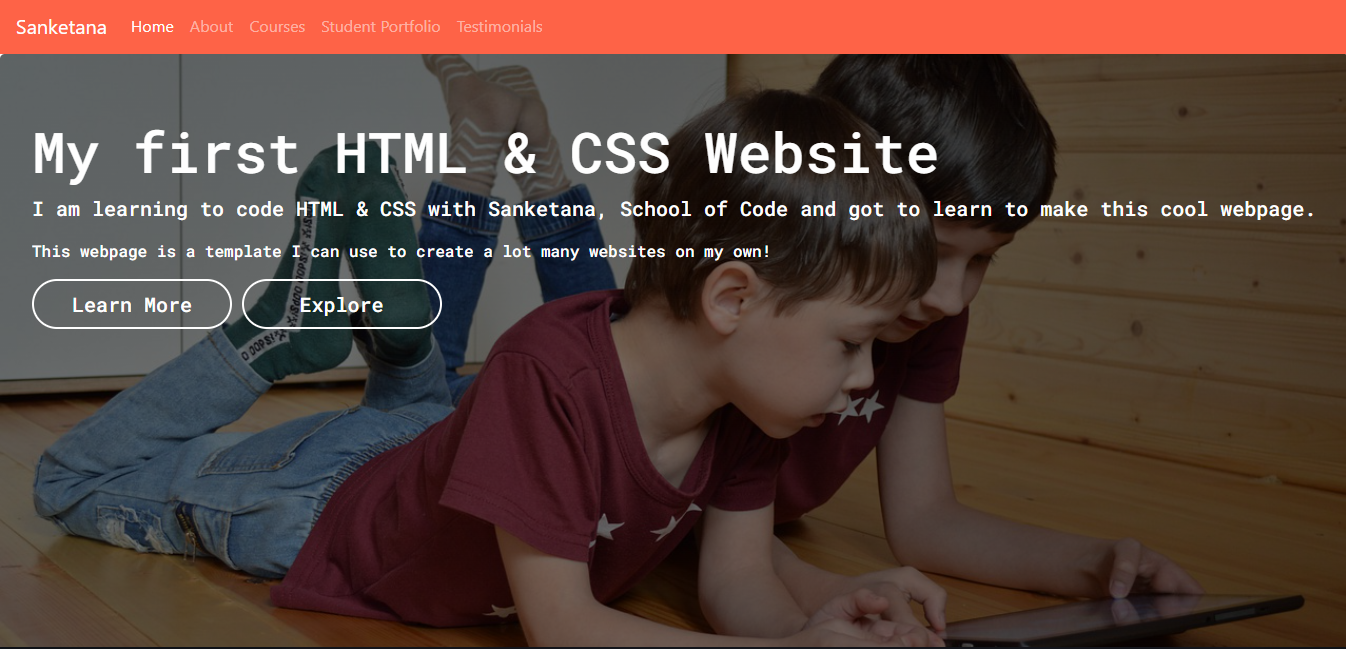 Sanketana Home About Courses Student Portfolio Testimonials
My first HTML & CSS Website
I am learning to code HTML & CSS with Sanketana, School of Code and got to learn to make this cool webpage.
This webpage is a template I can use to create a lot many websites on my own!
Learn More Explore